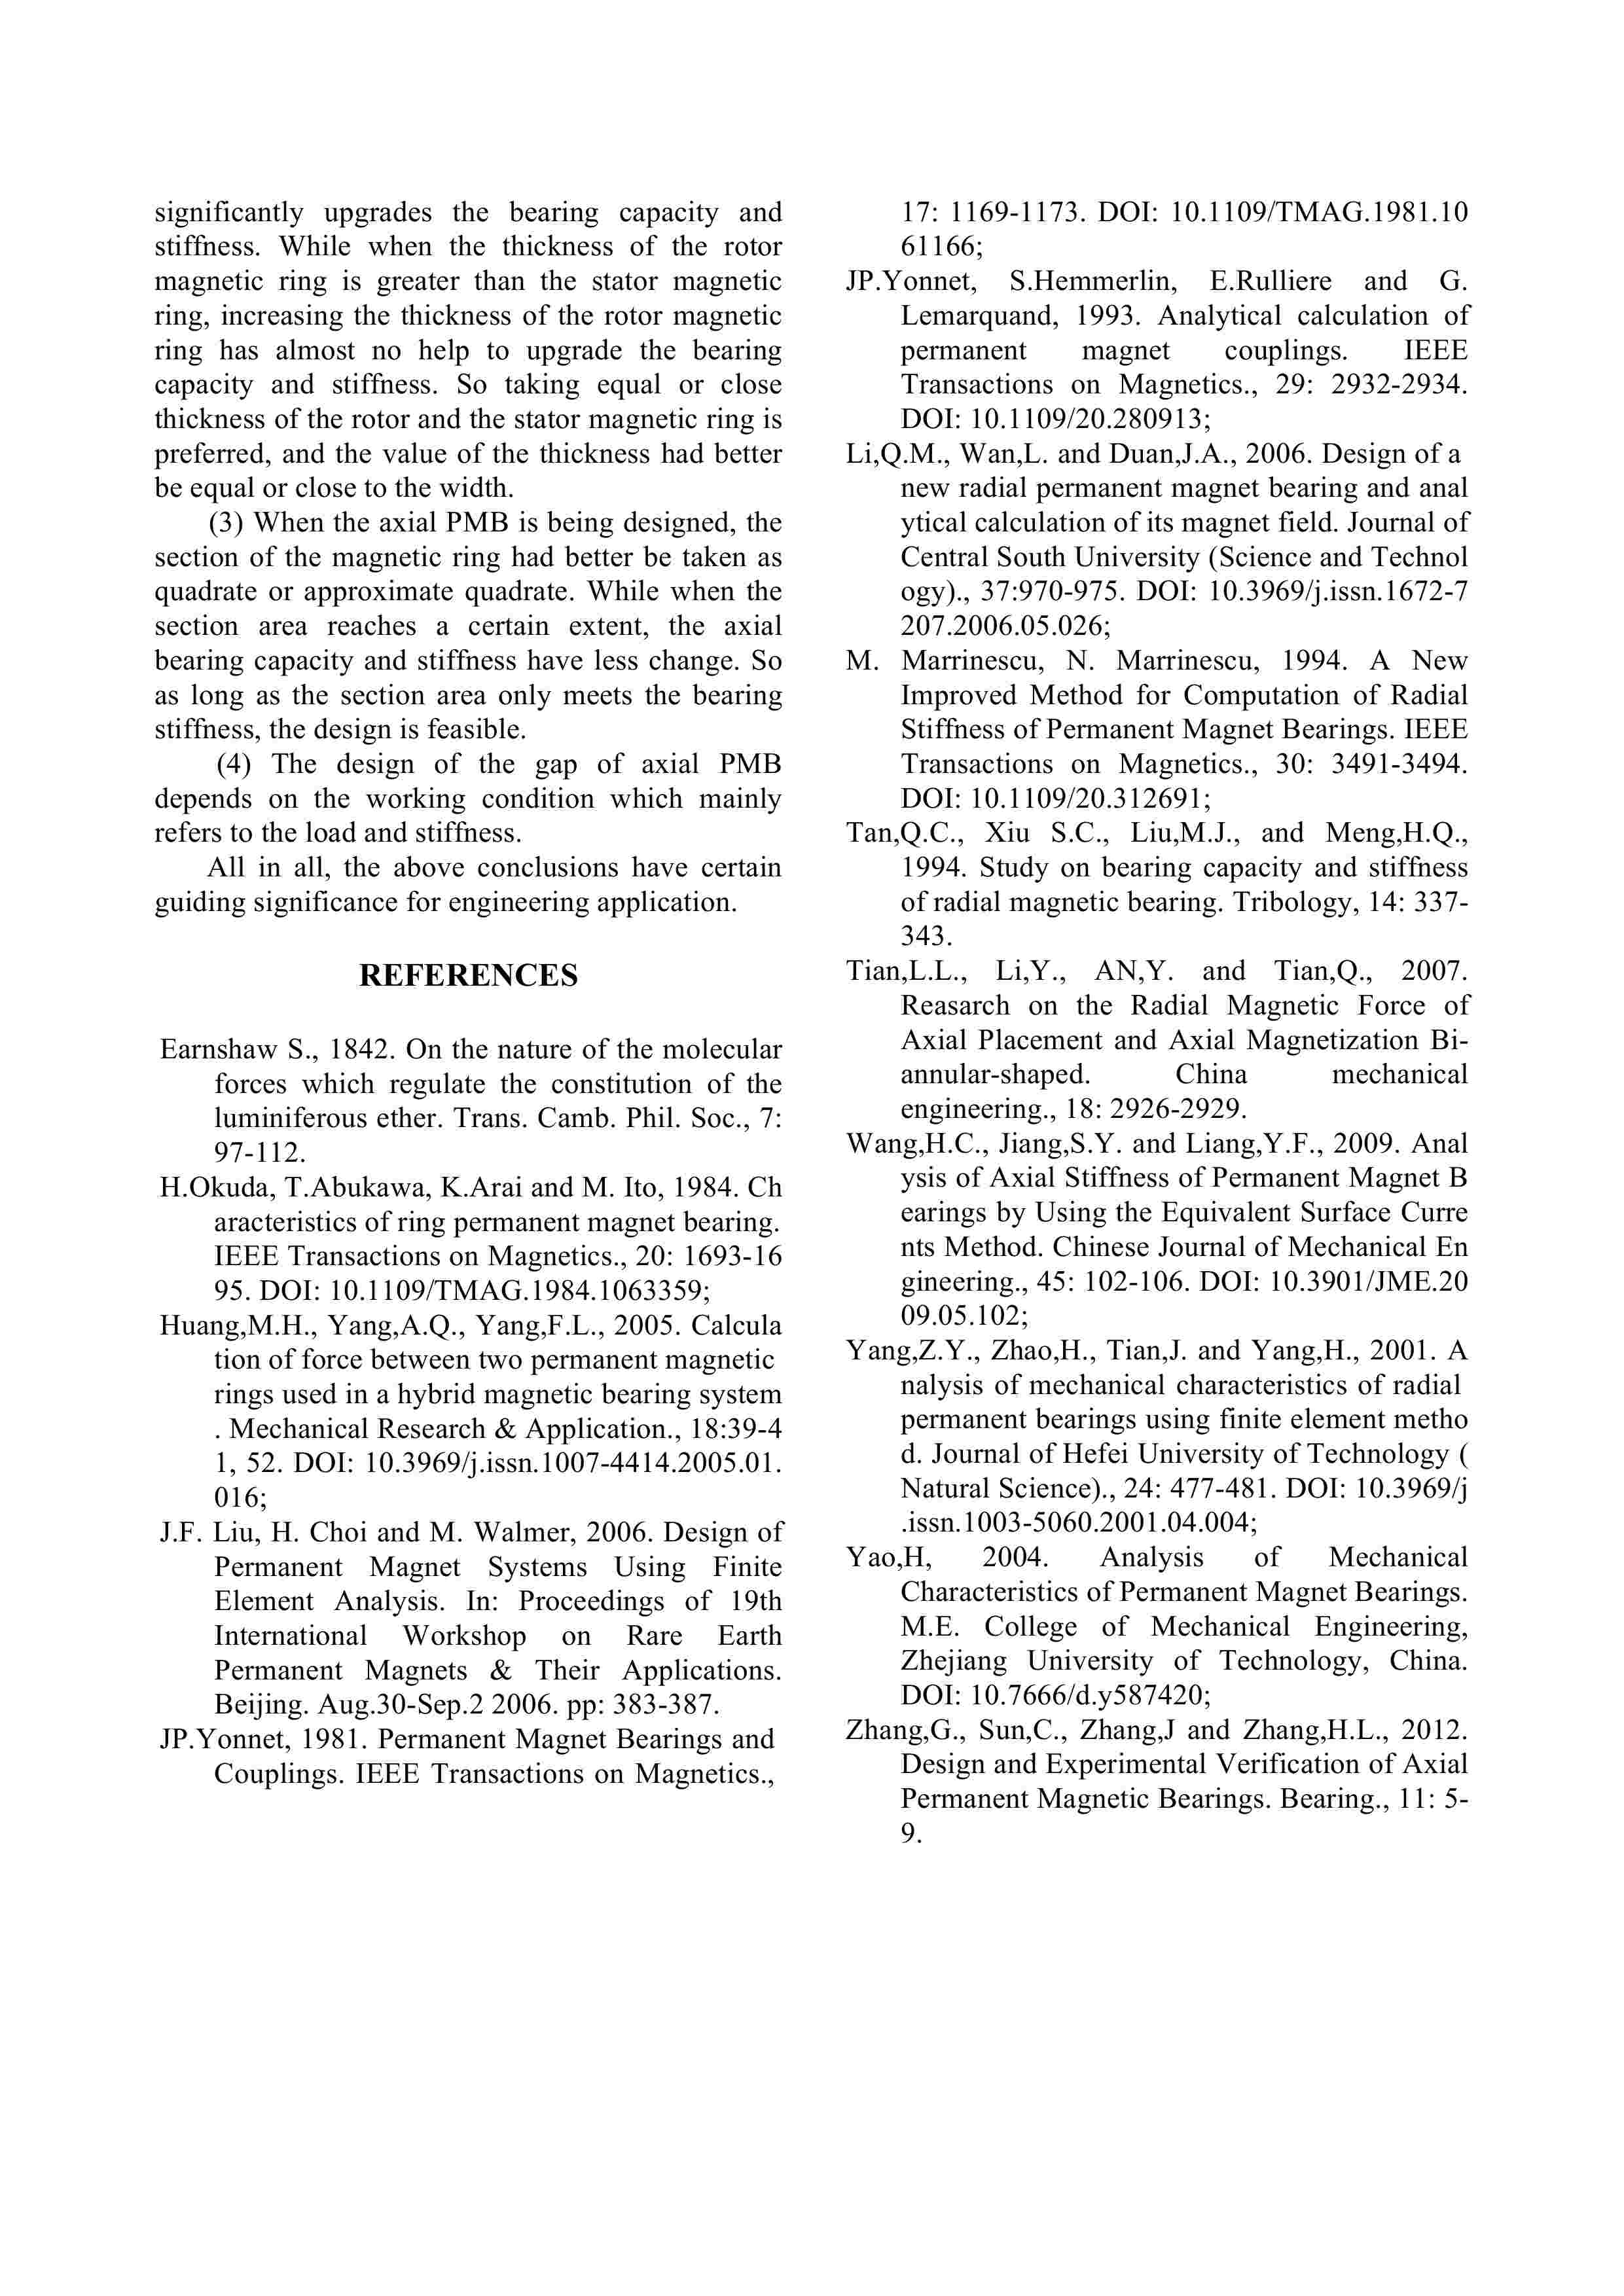 significantly upgrades the bearing capacity and
stiffness. While when the thickness of the rotor
magnetic ring is greater than the stator magnetic
ring, increasing the thickness of the rotor magnetic
ring has almost no help to upgrade the bearing
capacity and stiffness. So taking equal or close
thickness of the rotor and the stator magnetic ring is
preferred, and the value of the thickness had better
be equal or close to the width.
(3) When the axial PMB is being designed, the
section of the magnetic ring had better be taken as
quadrate or approximate quadrate. While when the
section area reaches a certain extent, the axial
bearing capacity and stiffness have less change. So
as long as the section area only meets the bearing
stiffness, the design is feasible.
(4) The design of the gap of axial PMB
depends on the working condition which mainly
refers to the load and stiffness.
All in all, the above conclusions have certain
guiding significance for engineering application.
REFERENCES
Earnshaw S., 1842. On the nature of the molecular
forces which regulate the constitution of the
luminiferous ether. Trans. Camb. Phil. Soc., 7:
97-112.
H.Okuda, T.Abukawa, K.Arai and M. Ito, 1984. Ch
aracteristics of ring permanent magnet bearing.
IEEE Transactions on Magnetics., 20: 1693-16
95. DOI: 10.1109/TMAG.1984.1063359;
Huang,M.H., Yang,A.Q., Yang,F.L., 2005. Calcula
tion of force between two permanent magnetic
rings used in a hybrid magnetic bearing system
. Mechanical Research & Application., 18:39-4
1, 52. DOI: 10.3969/j.issn.1007-4414.2005.01.
016;
J.F. Liu, H. Choi and M. Walmer, 2006. Design of
Permanent Magnet Systems Using Finite
Element Analysis. In: Proceedings of 19th
International Workshop on Rare Earth
Permanent Magnets & Their Applications.
Beijing. Aug.30-Sep.2 2006. pp: 383-387.
JP.Yonnet, 1981. Permanent Magnet Bearings and
Couplings. IEEE Transactions on Magnetics.,
17: 1169-1173. DOI: 10.1109/TMAG.1981.10
61166;
JP.Yonnet, S.Hemmerlin, E.Rulliere and G.
Lemarquand, 1993. Analytical calculation of
permanent magnet couplings. IEEE
Transactions on Magnetics., 29: 2932-2934.
DOI: 10.1109/20.280913;
Li,Q.M., Wan,L. and Duan,J.A., 2006. Design of a
new radial permanent magnet bearing and anal
ytical calculation of its magnet field. Journal of
Central South University (Science and Technol
ogy)., 37:970-975. DOI: 10.3969/j.issn.1672-7
207.2006.05.026;
M. Marrinescu, N. Marrinescu, 1994. A New
Improved Method for Computation of Radial
Stiffness of Permanent Magnet Bearings. IEEE
Transactions on Magnetics., 30: 3491-3494.
DOI: 10.1109/20.312691;
Tan,Q.C., Xiu S.C., Liu,M.J., and Meng,H.Q.,
1994. Study on bearing capacity and stiffness
of radial magnetic bearing. Tribology, 14: 337-
343.
Tian,L.L., Li,Y., AN,Y. and Tian,Q., 2007.
Reasarch on the Radial Magnetic Force of
Axial Placement and Axial Magnetization Bi-
annular-shaped. China mechanical
engineering., 18: 2926-2929.
Wang,H.C., Jiang,S.Y. and Liang,Y.F., 2009. Anal
ysis of Axial Stiffness of Permanent Magnet B
earings by Using the Equivalent Surface Curre
nts Method. Chinese Journal of Mechanical En
gineering., 45: 102-106. DOI: 10.3901/JME.20
09.05.102;
Yang,Z.Y., Zhao,H., Tian,J. and Yang,H., 2001. A
nalysis of mechanical characteristics of radial
permanent bearings using finite element metho
d. Journal of Hefei University of Technology (
Natural Science)., 24: 477-481. DOI: 10.3969/j
.issn.1003-5060.2001.04.004;
Yao,H, 2004. Analysis of Mechanical
Characteristics of Permanent Magnet Bearings.
M.E. College of Mechanical Engineering,
Zhejiang University of Technology, China.
DOI: 10.7666/d.y587420;
Zhang,G., Sun,C., Zhang,J and Zhang,H.L., 2012.
Design and Experimental Verification of Axial
Permanent Magnetic Bearings. Bearing., 11: 5-
9.